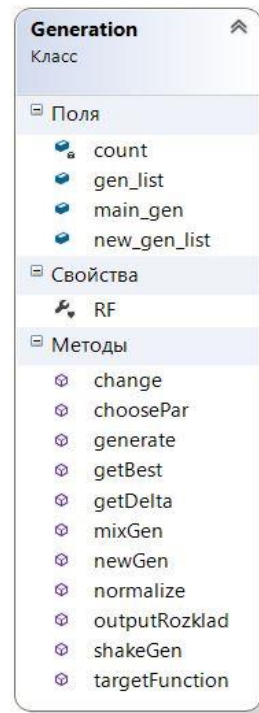 Generation
Класс
Поля
count
gen_list
main_gen
new_gen_list
Свойства
RF
Методы
change
choosePar
generate
getBest
getDelta
mixGen
newGen
normalize
outputRozklad
shakeGen
targetFunction